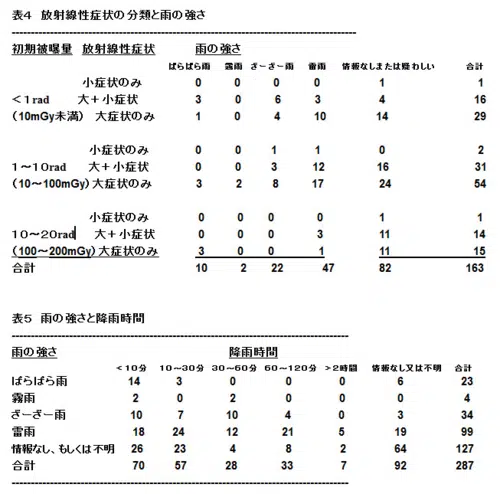 表4 放射線性症状の分類と雨の強さ
初期被曝量 放射線性症状 雨の強さ
ぱらぱら雨 霧雨 ざーざー雨 雷雨 情報なしまたは疑わしい 合計
小症状のみ 0 0 0 0 1 1
<1rad 大+小症状 3 0 6 3 4 16
(10mGy未満) 大症状のみ 1 0 4 10 14 29
小症状のみ 0 0 1 1 0 2
1~10rad 大+小症状 0 0 3 12 16 31
(10~100mGy)大症状のみ 3 2 8 17 24 54
小症状のみ 0 0 0 0 1 1
10~20rad 大+小症状 0 0 0 3 11 14
(100~200mGy)大症状のみ 3 0 0 1 11 15
合計 10 2 22 47 82 163
表5 雨の強さと降雨時間
雨の強さ 降雨時間
<10分 10~30分 30~60分 60~120分 >2時間 情報なし又は不明 合計
ぱらぱら雨 14 3 0 0 0 6 23
霧雨 2 0 2 0 0 0 4
ざーざー雨 10 7 10 4 0 3 34
雷雨 18 24 12 21 5 19 99
情報なし、もしくは不明 26 23 4 8 2 64 127
合計 70 57 28 33 7 92 287